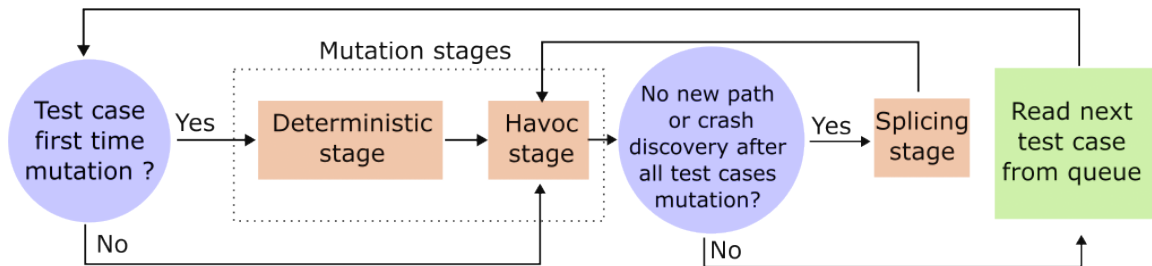 Mutation stages
Test case
first time
mutation ?
Yes
Deterministic
stage
Havoc
stage
No new path
or crash
discovery after
all test cases
mutation?
Yes
Splicing
stage
Read next
test case
from queue
No
No